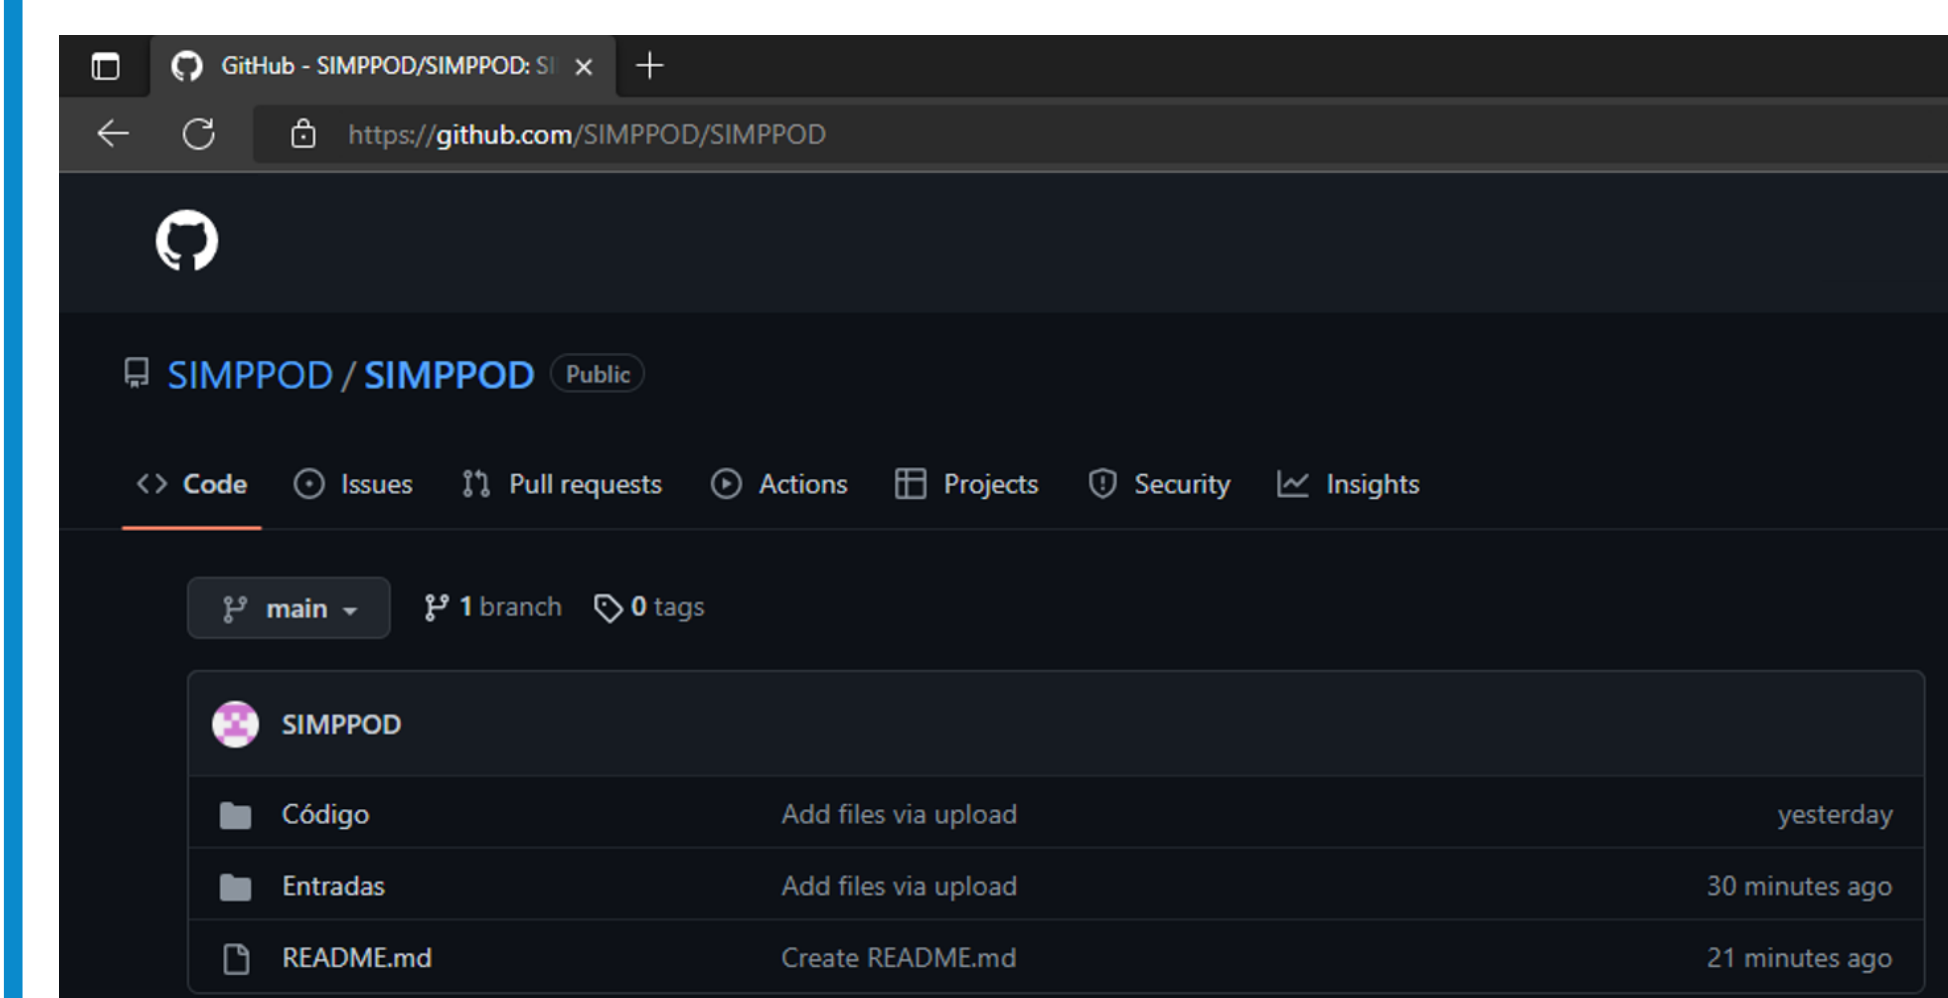 GitHub - SIMPPOD/SIMPPOD: SI
https://github.com/SIMPPOD/SIMPPOD
SIMPPOD / SIMPPOD Public
Code Issues Pull requests Actions Projects Security Insights
main 1 branch 0 tags
SIMPPOD
Código Add files via upload yesterday
Entradas Add files via upload 30 minutes ago
README.md Create README.md 21 minutes ago